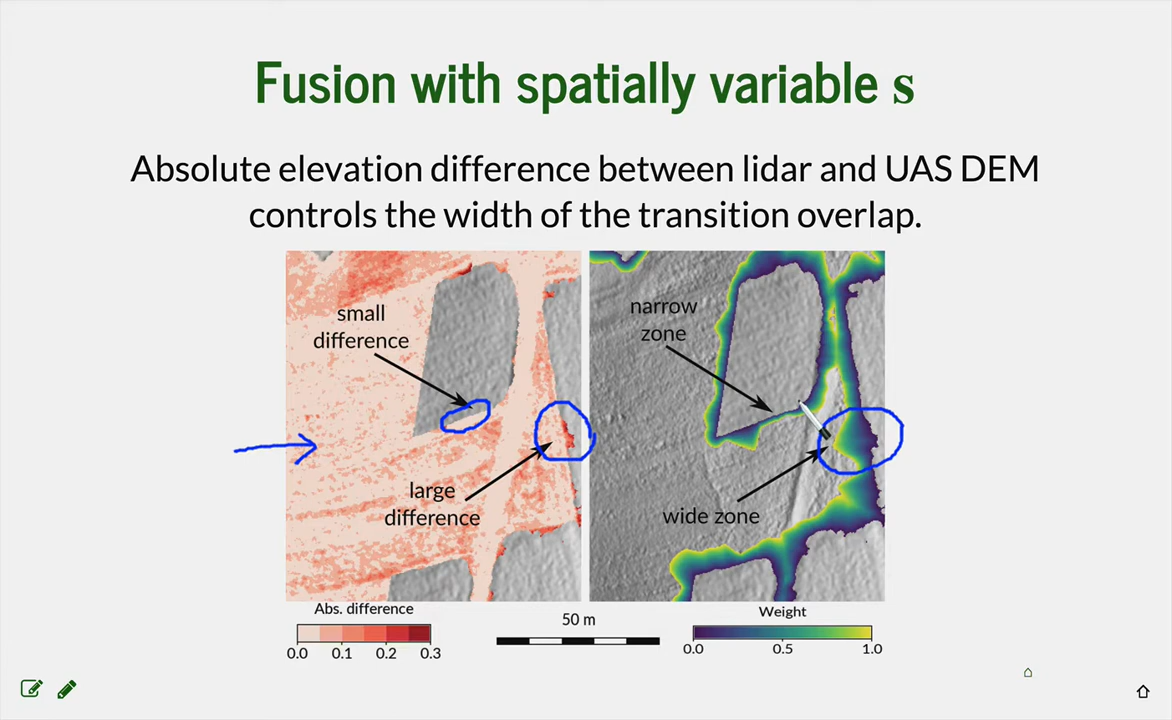 Fusion with spatially variable s
Absolute elevation difference between lidar and UAS DEM
controls the width of the transition overlap.
small
difference
large
difference
narrow
zone
wide zone
Abs. difference
0.0 0.1 0.2 0.3
50 m
Weight
0.0 0.5 1.0